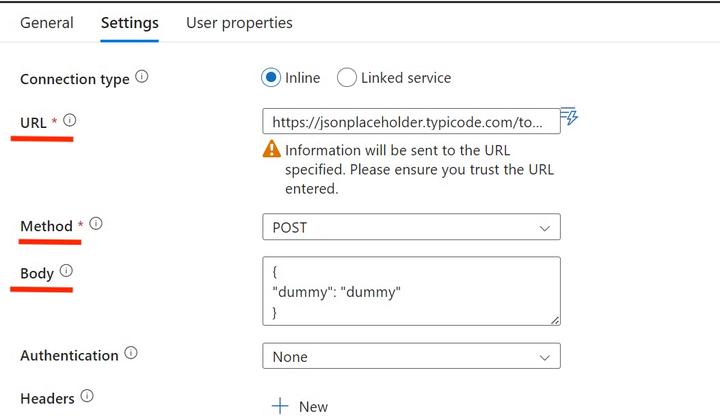 General Settings User properties
Connection type Inline Linked service
URL * https://jsonplaceholder.typicode.com/to...
Information will be sent to the URL
specified. Please ensure you trust the URL
entered.
Method * POST
Body {
"dummy": "dummy"
}
Authentication None
Headers + New